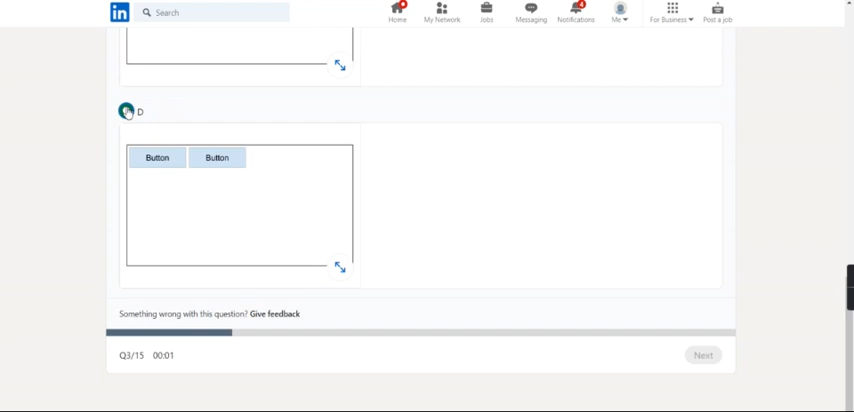 in Search Home My Network Jobs Messaging 4 Notifications Me For Business Post a job
D
Button Button
Something wrong with this question? Give feedback
Q3/15 00:01 Next